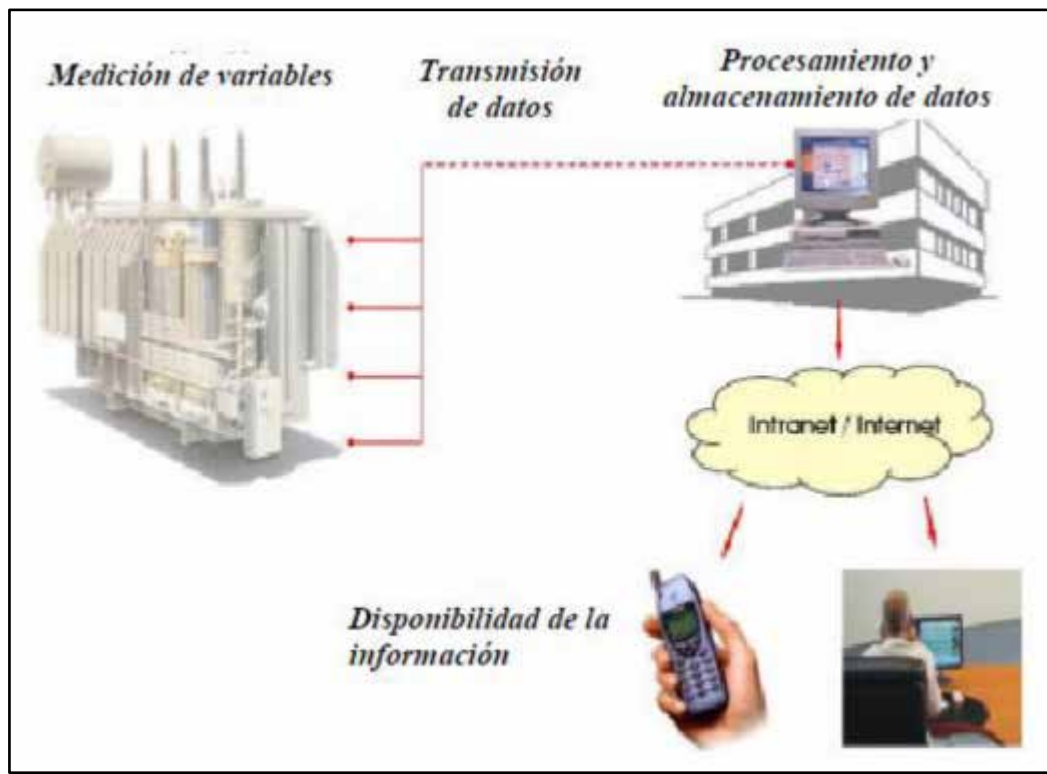 Medición de variables
Transmisión
de datos
Procesamiento y
almacenamiento de datos
Intranet / Internet
Disponibilidad de la
información